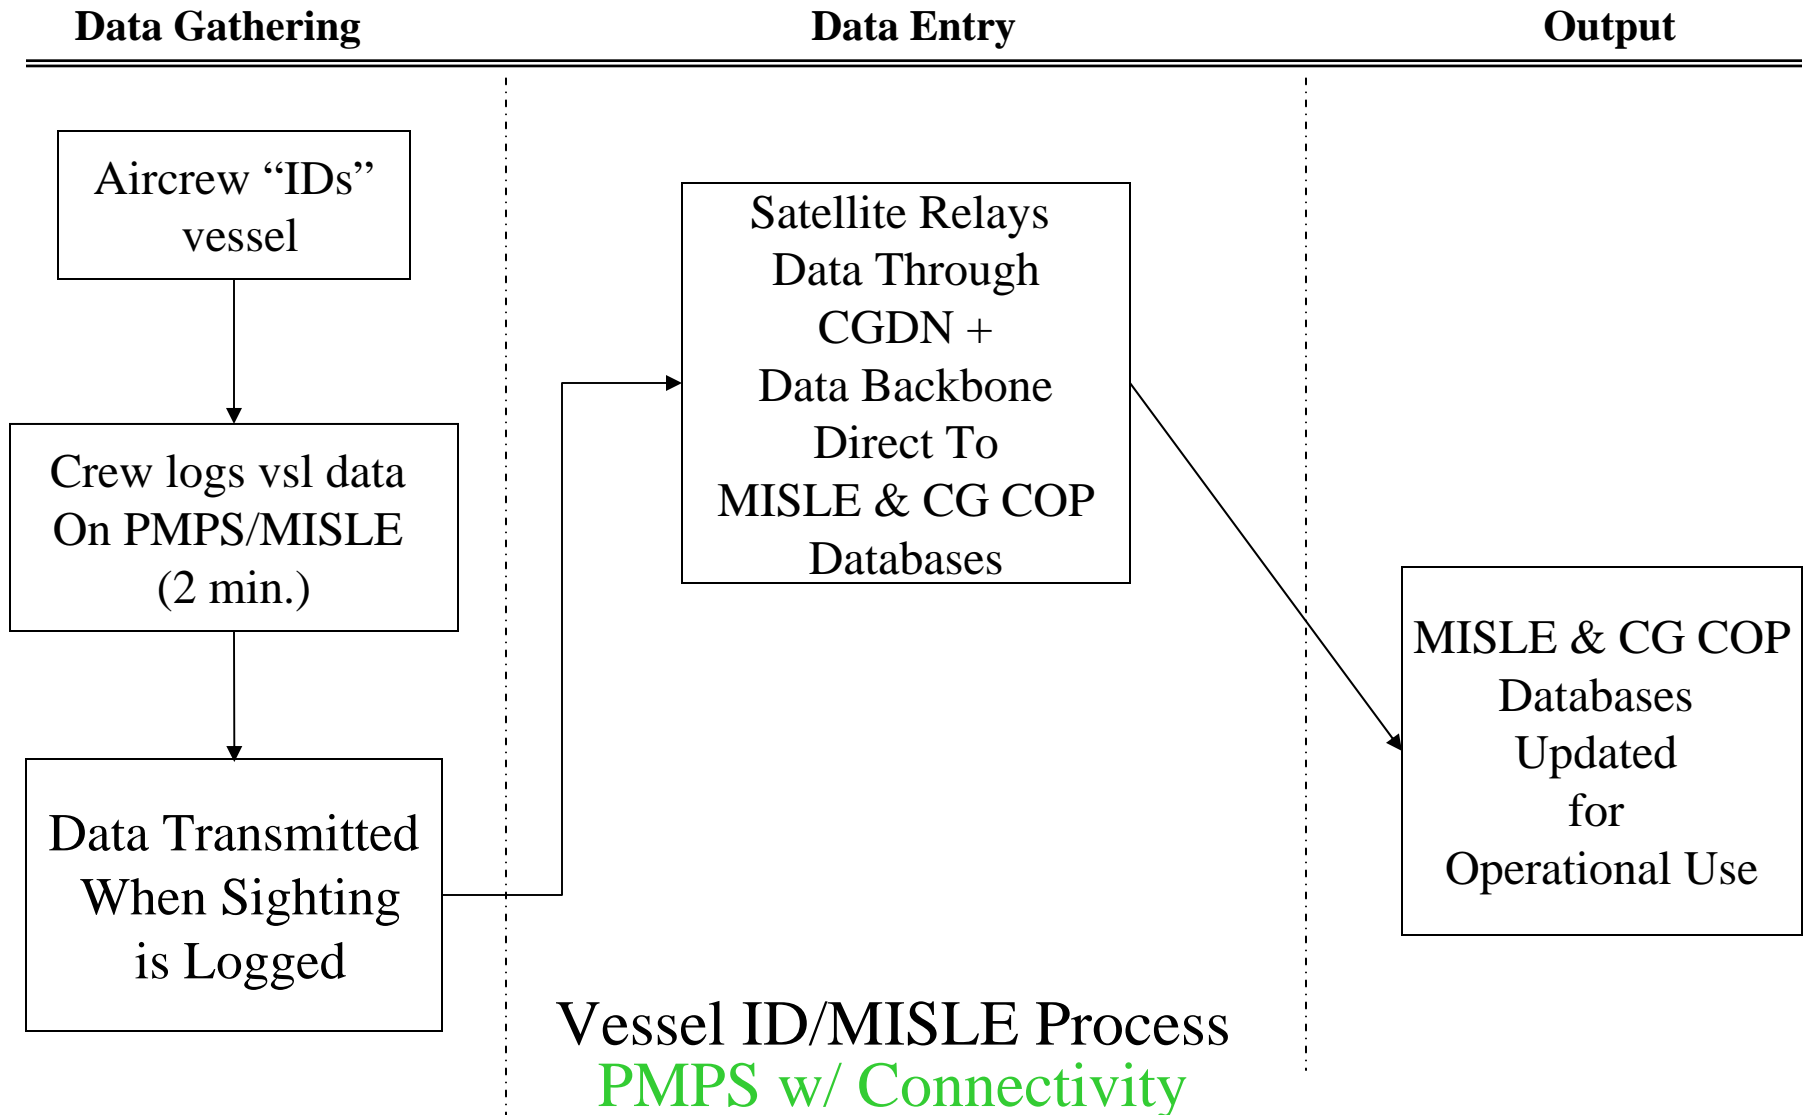 Data Gathering
Data Entry
Output
Aircrew “IDs”
vessel
Crew logs vsl data
On PMPS/MISLE
(2 min.)
Data Transmitted
When Sighting
is Logged
Satellite Relays
Data Through
CGDN +
Data Backbone
Direct To
MISLE & CG COP
Databases
MISLE & CG COP
Databases
Updated
for
Operational Use
Vessel ID/MISLE Process
PMPS w/ Connectivity